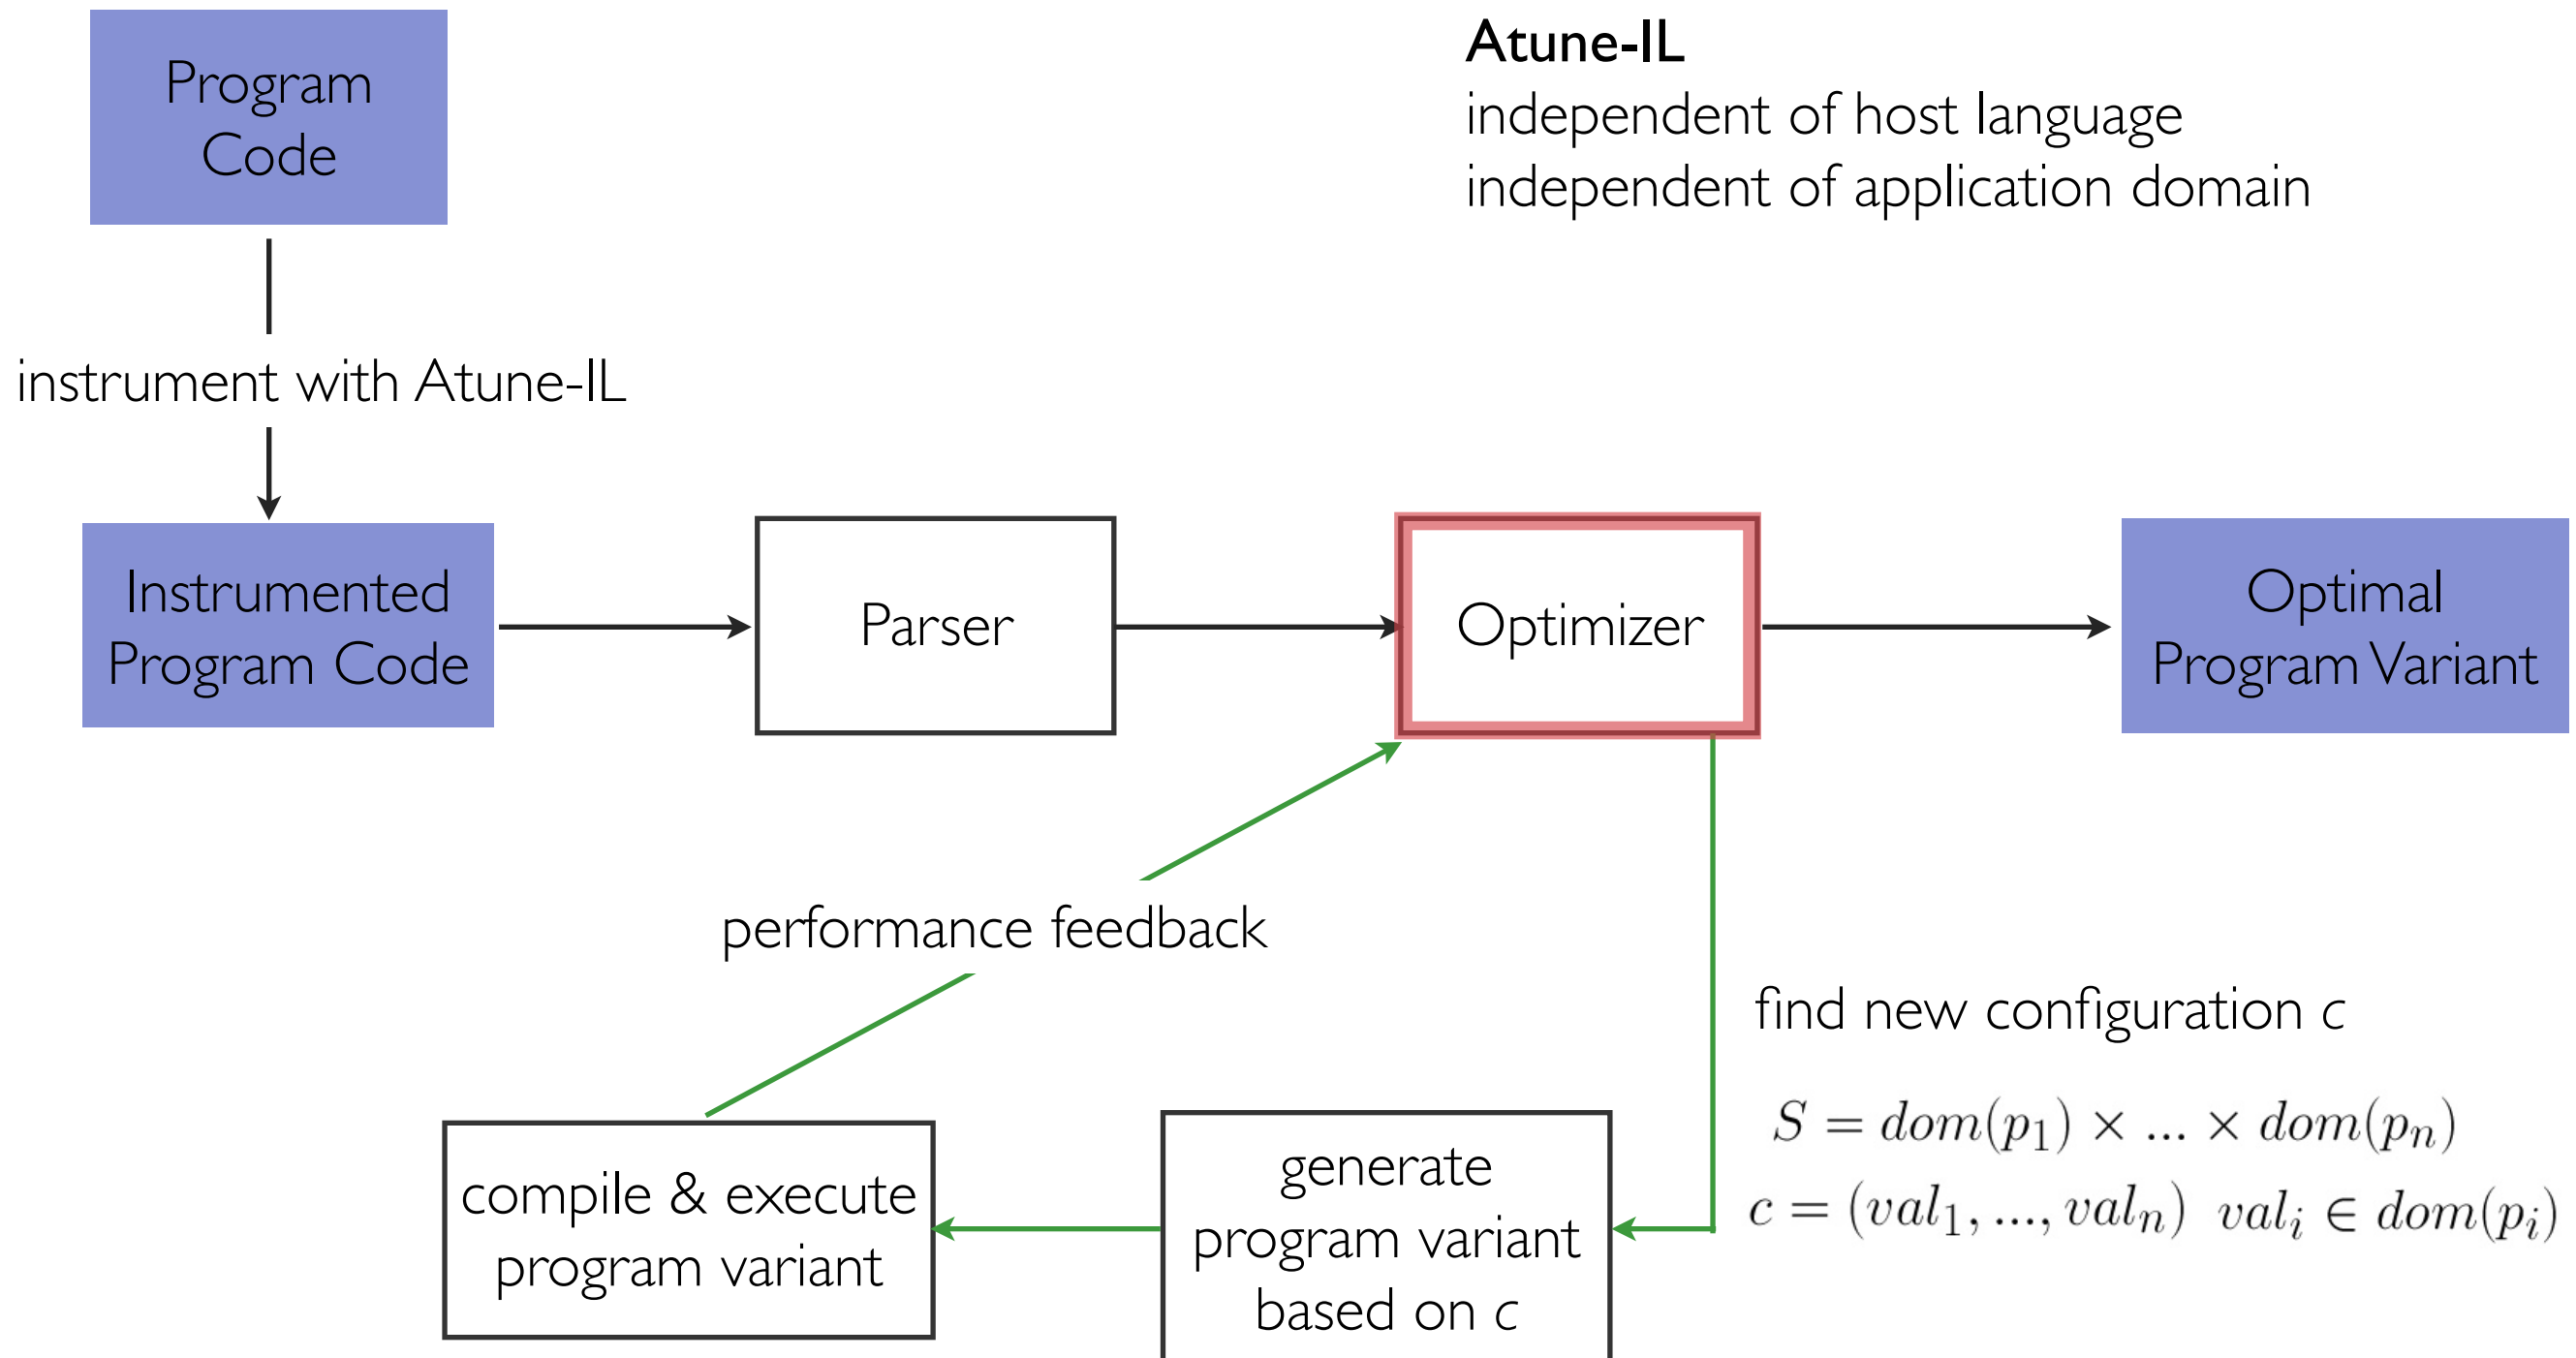 Program
Code
Atune-IL
independent of host language
independent of application domain
instrument with Atune-IL
Instrumented
Program Code
Parser
Optimizer
Optimal
Program Variant
performance feedback
find new configuration c
S = dom(p₁) × ... × dom(pₙ)
c = (val₁, ..., valₙ) valᵢ ∈ dom(pᵢ)
compile & execute
program variant
generate
program variant
based on c